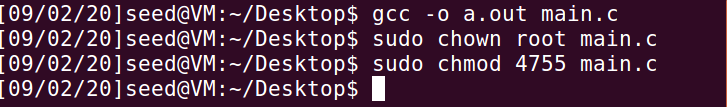 [09/02/20]seed@VM:~/Desktop$ gcc -o a.out main.c
[09/02/20]seed@VM:~/Desktop$ sudo chown root main.c
[09/02/20]seed@VM:~/Desktop$ sudo chmod 4755 main.c
[09/02/20]seed@VM:~/Desktop$